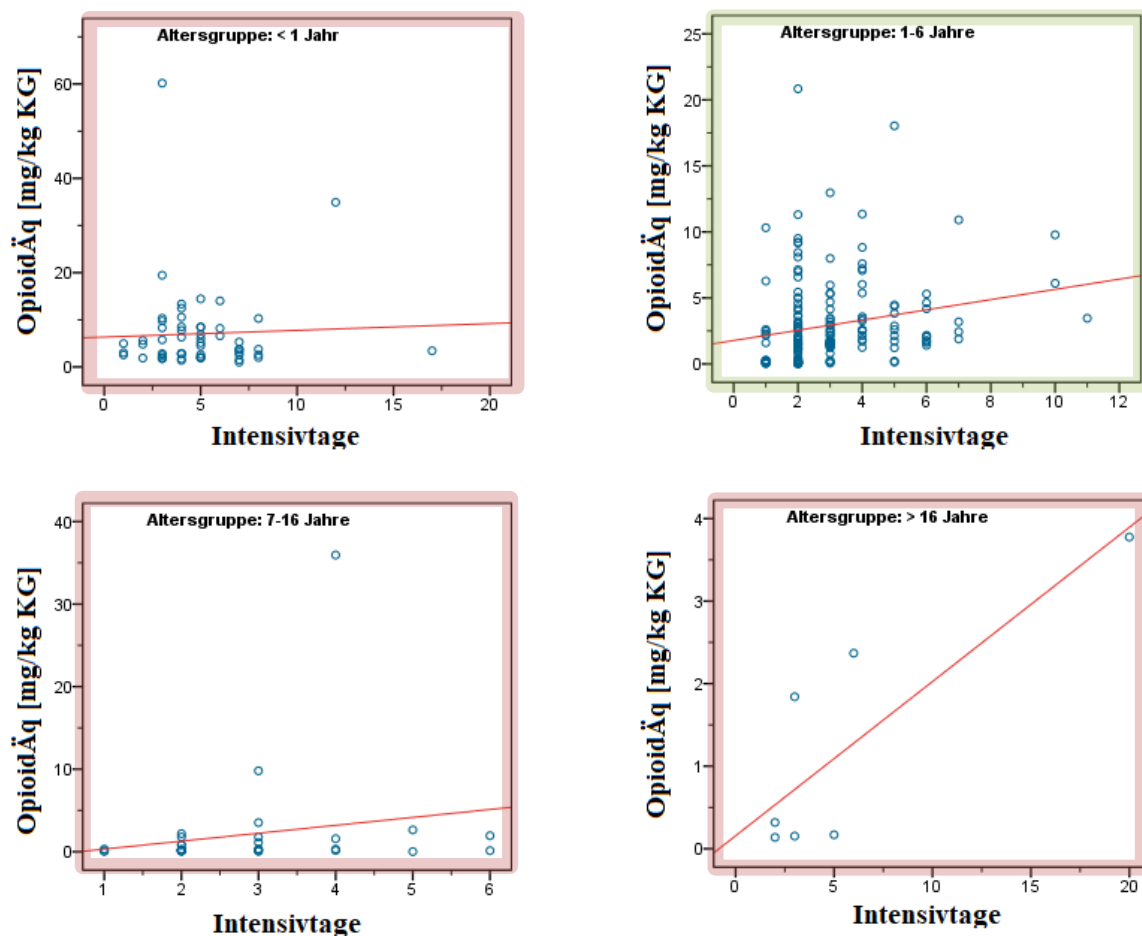 Altersgruppe: < 1 Jahr
OpioidÄq [mg/kg KG]
60
40
20
0
0 5 10 15 20
Intensivtage
Altersgruppe: 1-6 Jahre
OpioidÄq [mg/kg KG]
25
20
15
10
5
0
0 2 4 6 8 10 12
Intensivtage
Altersgruppe: 7-16 Jahre
OpioidÄq [mg/kg KG]
40
30
20
10
0
1 2 3 4 5 6
Intensivtage
Altersgruppe: > 16 Jahre
OpioidÄq [mg/kg KG]
4
3
2
1
0
0 5 10 15 20
Intensivtage